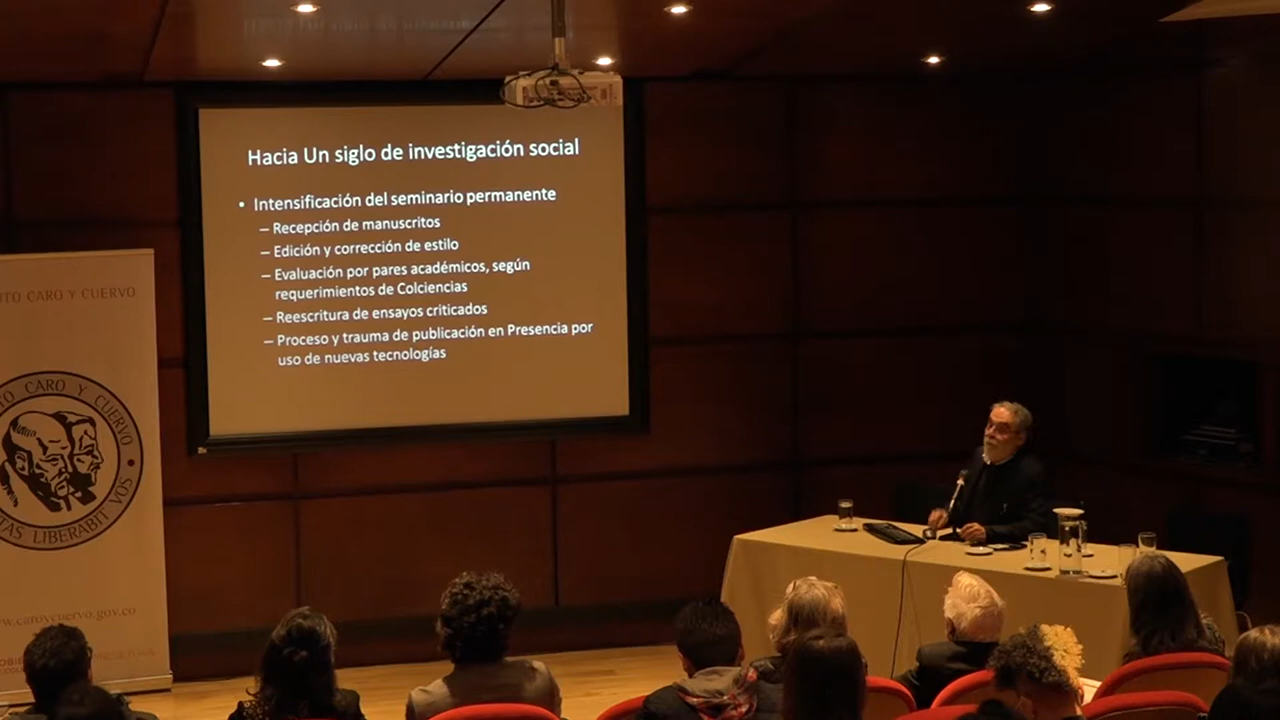 Hacia Un siglo de investigación social
• Intensificación del seminario permanente
– Recepción de manuscritos
– Edición y corrección de estilo
– Evaluación por pares académicos, según
requerimientos de Colciencias
– Reescritura de ensayos criticados
– Proceso y trauma de publicación en Presencia por
uso de nuevas tecnologías
UTO CARO Y CUERVO
TO CARO Y CUERVO •
TAS LIBERABIT VOS
w.caroycuervo.gov.co